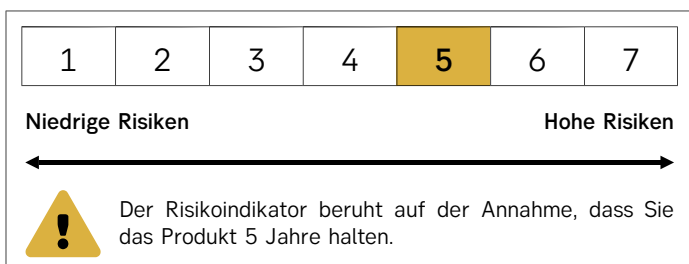 1 2 3 4 5 6 7
Niedrige Risiken Hohe Risiken
Der Risikoindikator beruht auf der Annahme, dass Sie
das Produkt 5 Jahre halten.